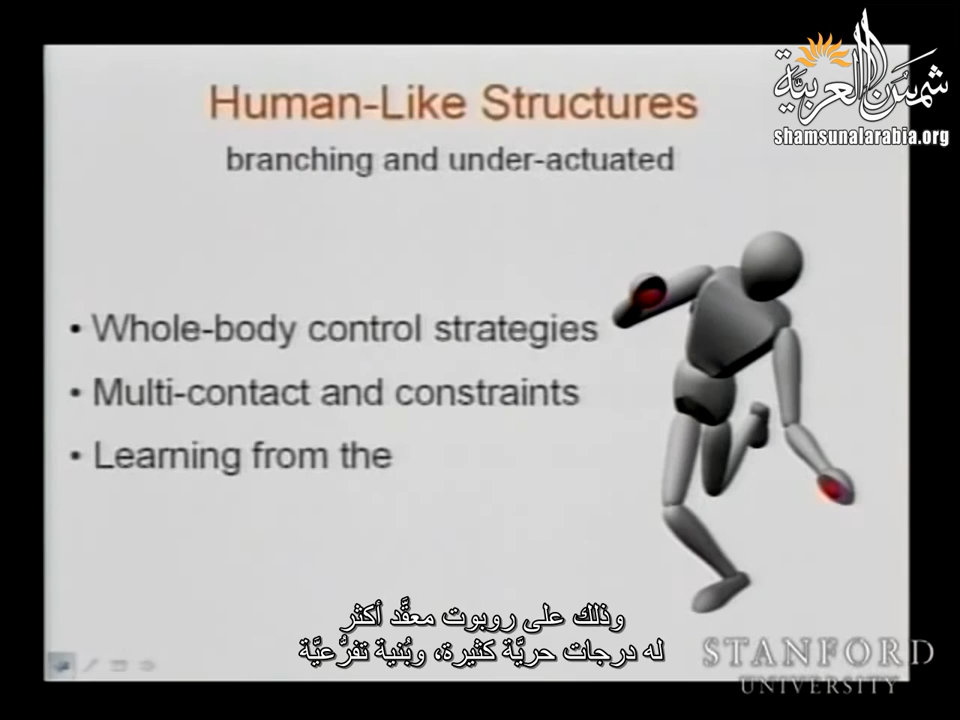 شمس العربية
shamsunalarabia.org
Human-Like Structures
branching and under-actuated
• Whole-body control strategies
• Multi-contact and constraints
• Learning from the
وذلك على روبوت معقَّد أكثر
له درجات حريَّة كثيرة، وبُنية تفرُّعيَّة
STANFORD
UNIVERSITY